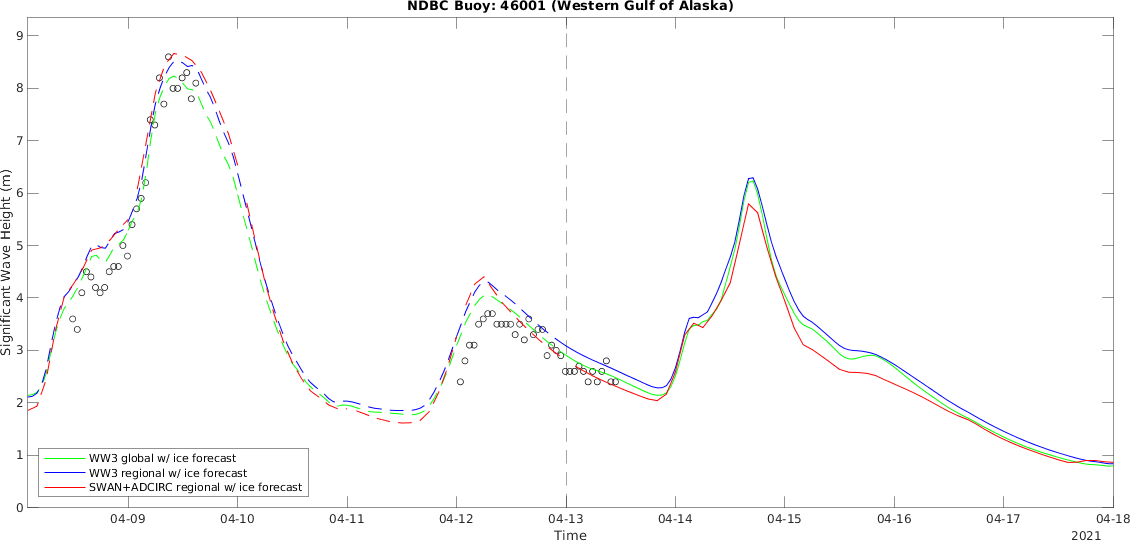 NDBC Buoy: 46001 (Western Gulf of Alaska)
9
8
7
6
5
4
3
2
1
0
Significant Wave Height (m)
WW3 global w/ ice forecast
WW3 regional w/ ice forecast
SWAN+ADCIRC regional w/ ice forecast
04-09 04-10 04-11 04-12 04-13 04-14 04-15 04-16 04-17 04-18
Time
2021